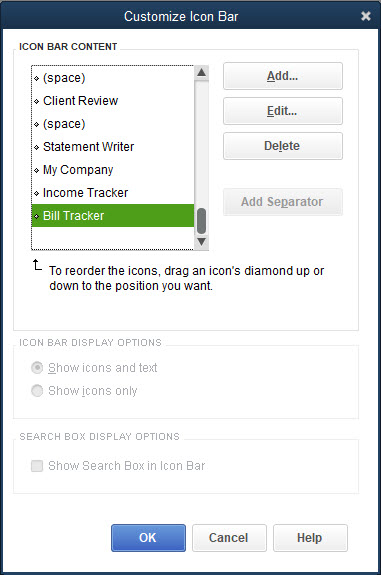 Customize Icon Bar
ICON BAR CONTENT
(space)
Client Review
(space)
Statement Writer
My Company
Income Tracker
Bill Tracker
Add...
Edit...
Delete
Add Separator
To reorder the icons, drag an icon's diamond up or
down to the position you want.
ICON BAR DISPLAY OPTIONS
Show icons and text
Show icons only
SEARCH BOX DISPLAY OPTIONS
Show Search Box in Icon Bar
OK
Cancel
Help